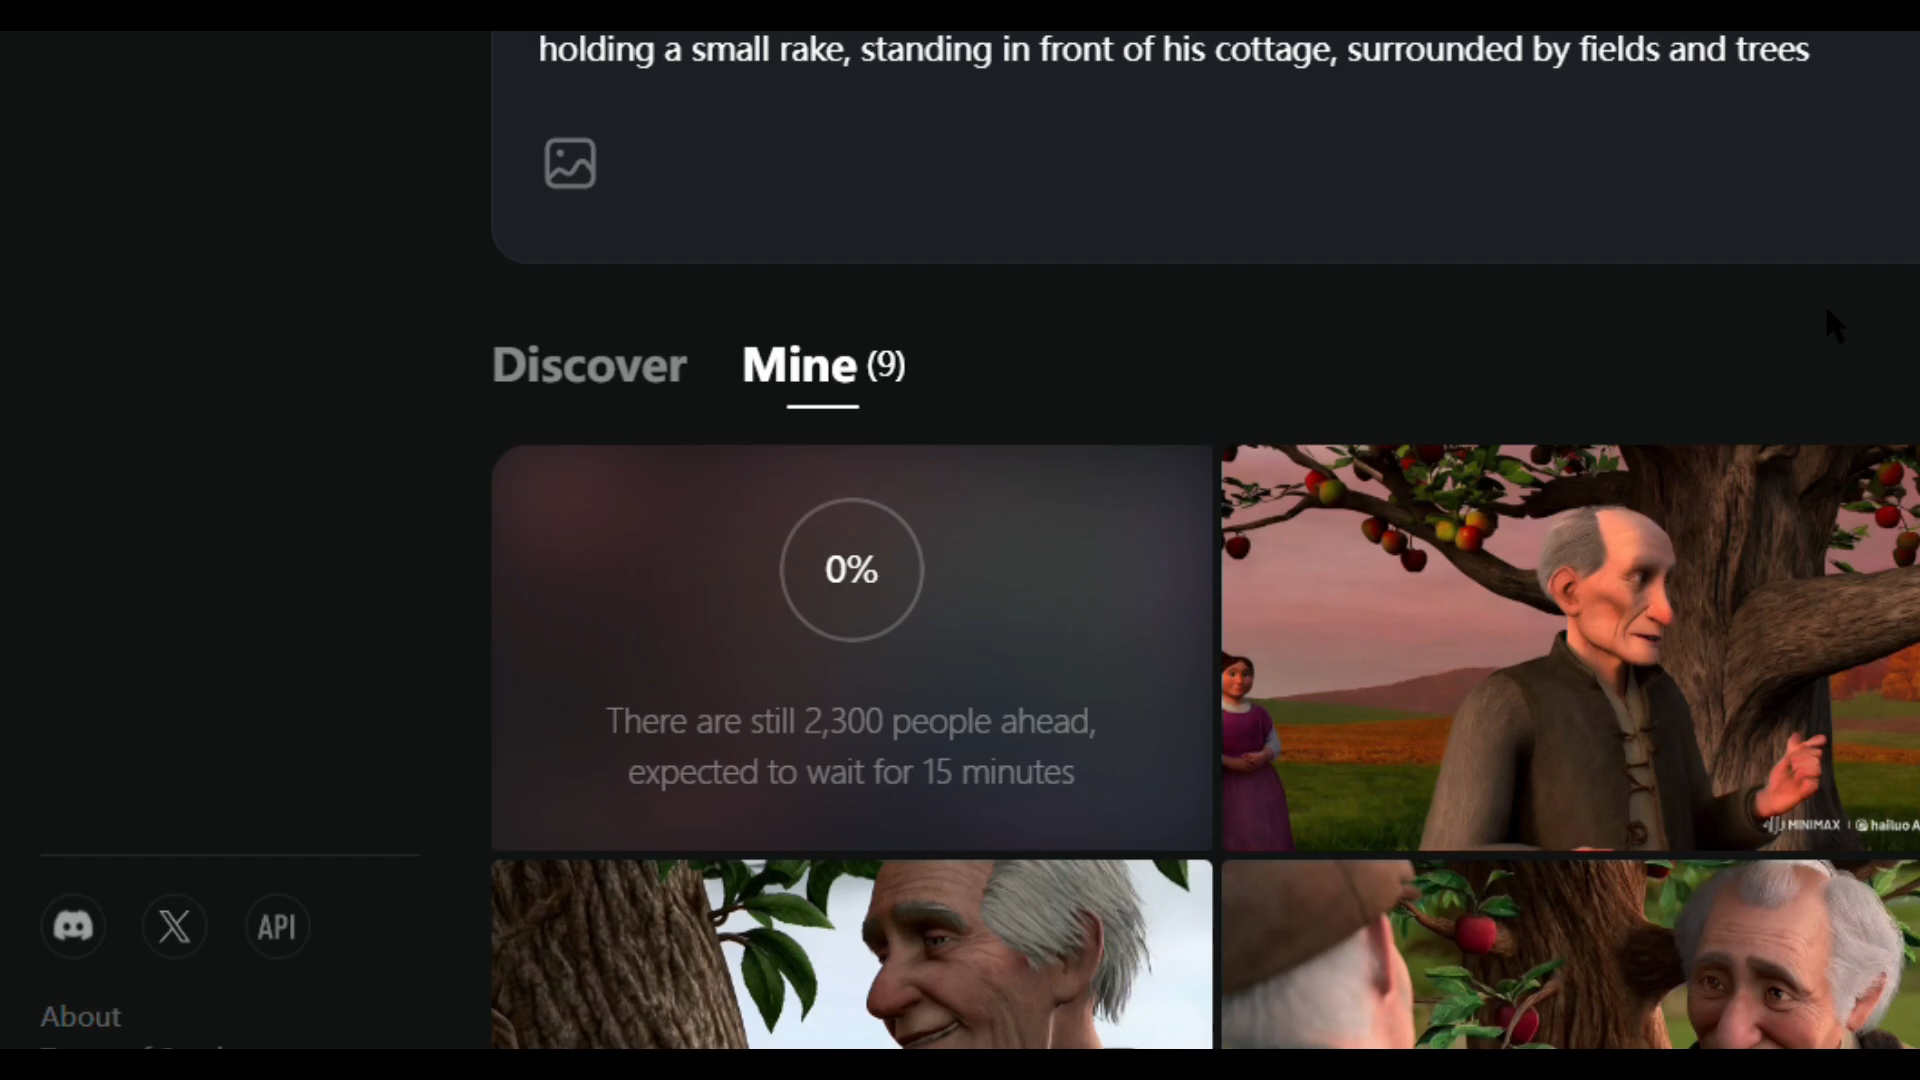 holding a small rake, standing in front of his cottage, surrounded by fields and trees
Discover Mine (9)
0%
There are still 2,300 people ahead,
expected to wait for 15 minutes
MINIMAX | hailuo A
API
About